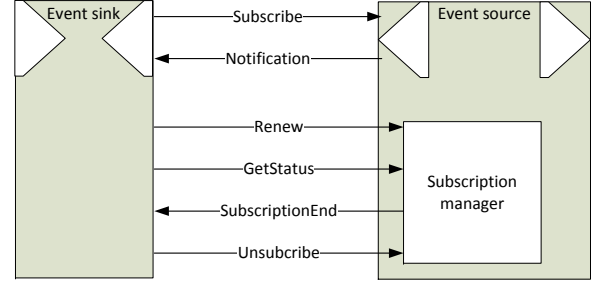 Event sink
Subscribe
Event source
Notification
Renew
GetStatus
Subscription
manager
SubscriptionEnd
Unsubcribe